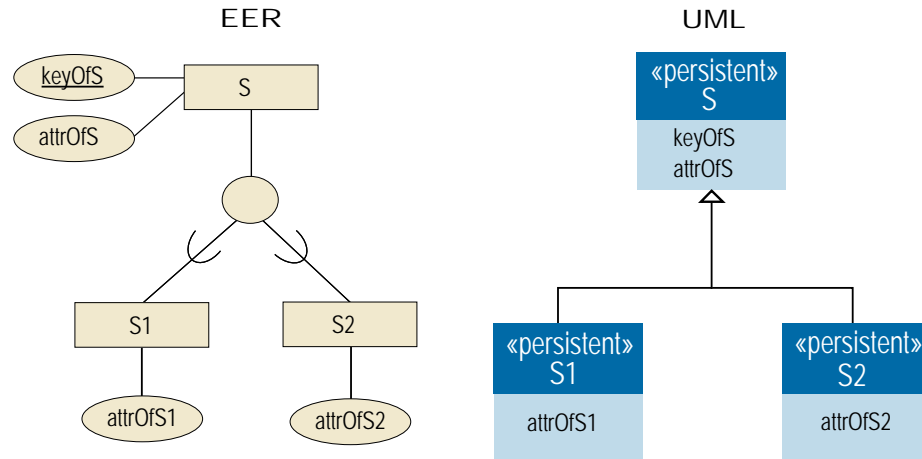 EER
keyOfS
S
attrOfS
S1
S2
attrOfS1
attrOfS2
UML
«persistent»
S
keyOfS
attrOfS
«persistent»
S1
attrOfS1
«persistent»
S2
attrOfS2